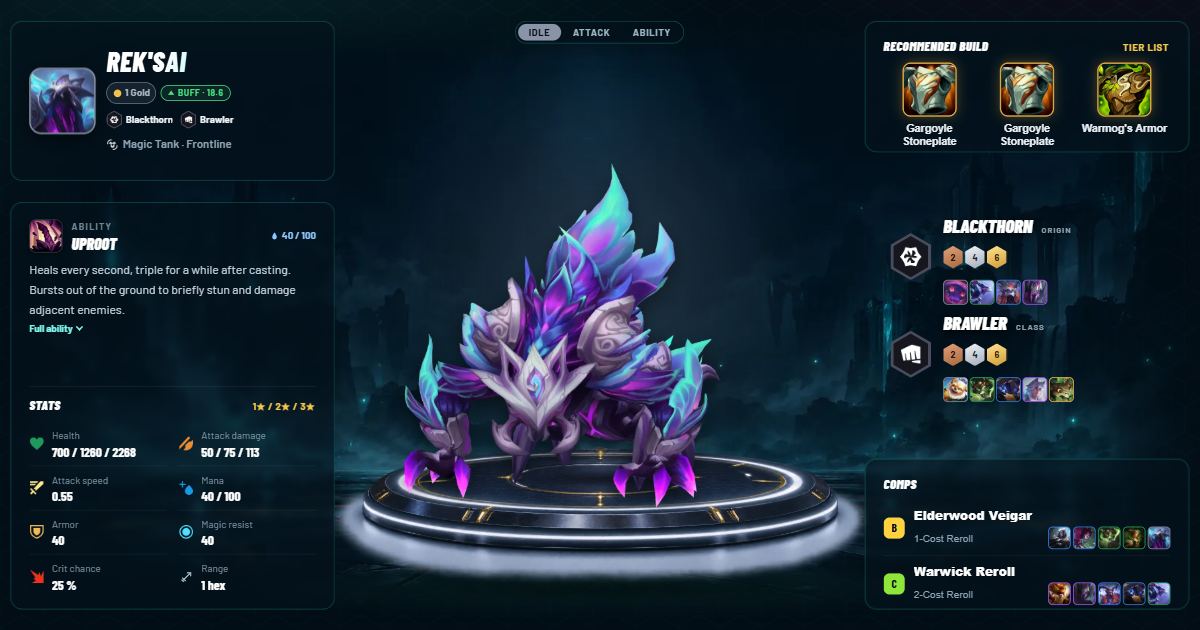 IDLE ATTACK ABILITY
REK'SAI
1 Gold BUFF · 18.6
Blackthorn Brawler
Magic Tank · Frontline
ABILITY
UPROOT
40 / 100
Heals every second, triple for a while after casting.
Bursts out of the ground to briefly stun and damage
adjacent enemies.
Full ability
STATS 1★ / 2★ / 3★
Health
700 / 1260 / 2268
Attack damage
50 / 75 / 113
Attack speed
0.55
Mana
40 / 100
Armor
40
Magic resist
40
Crit chance
25 %
Range
1 hex
RECOMMENDED BUILD TIER LIST
Gargoyle
Stoneplate
Gargoyle
Stoneplate
Warmog's Armor
BLACKTHORN ORIGIN
2 4 6
BRAWLER CLASS
2 4 6
COMPS
B
Elderwood Veigar
1-Cost Reroll
C
Warwick Reroll
2-Cost Reroll